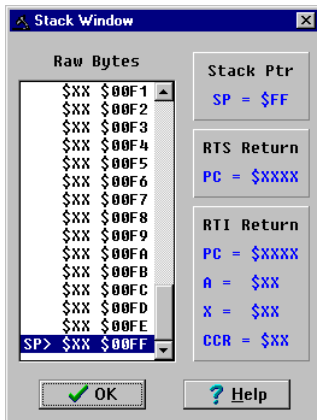 Stack Window
Raw Bytes
$XX $00F1
$XX $00F2
$XX $00F3
$XX $00F4
$XX $00F5
$XX $00F6
$XX $00F7
$XX $00F8
$XX $00F9
$XX $00FA
$XX $00FB
$XX $00FC
$XX $00FD
$XX $00FE
SP> $XX $00FF
Stack Ptr
SP = $FF
RTS Return
PC = $XXXX
RTI Return
PC = $XXXX
A = $XX
X = $XX
CCR = $XX
OK
? Help